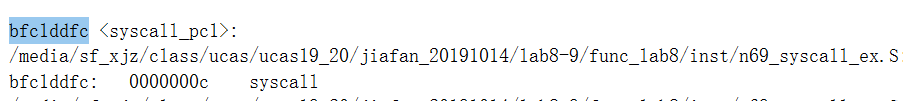 bfc1ddfc <syscall_pc1>:
/media/sf_xjz/class/ucas/ucas19_20/jiafan_20191014/lab8-9/func_lab8/inst/n69_syscall_ex.S
bfc1ddfc: 0000000c syscall